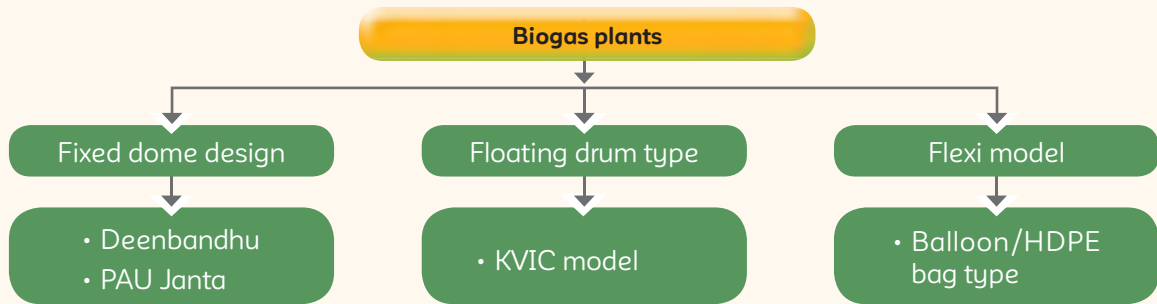 Biogas plants
Fixed dome design
Floating drum type
Flexi model
• Deenbandhu
• PAU Janta
• KVIC model
• Balloon/HDPE
bag type